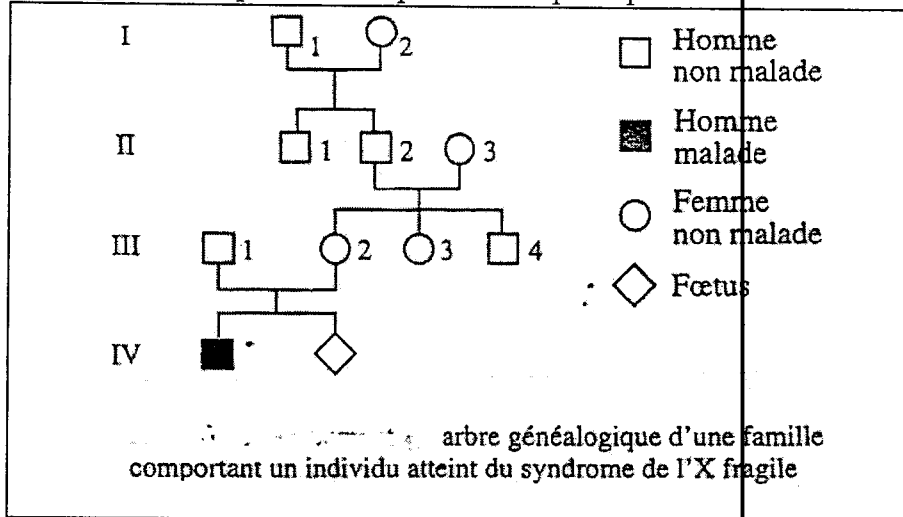 I
1
2
Homme
non malade
Homme
malade
II
1
2
3
Femme
non malade
III
1
2
3
4
Fœtus
IV
arbre généalogique d'une famille
comportant un individu atteint du syndrome de l'X fragile